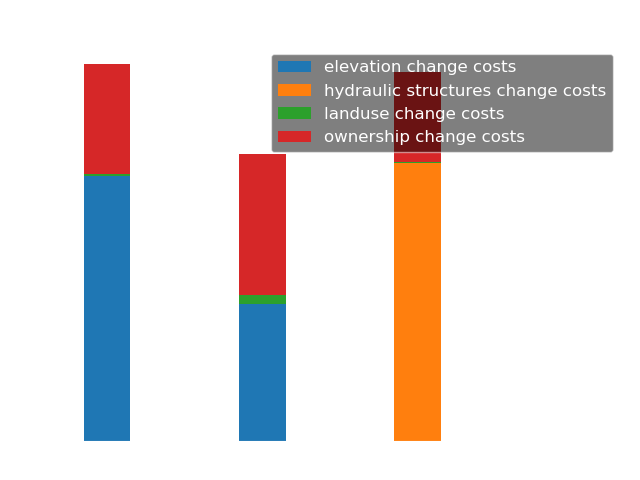 elevation change costs
hydraulic structures change costs
landuse change costs
ownership change costs